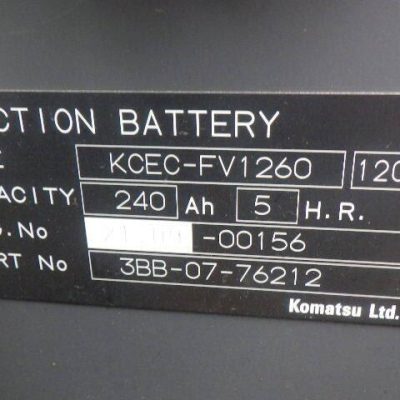 CTION BATTERY
E KCEC-FV1260 120
ACITY 240 Ah 5 H.R.
.No -00156
RT No 3BB-07-76212
Komatsu Ltd.